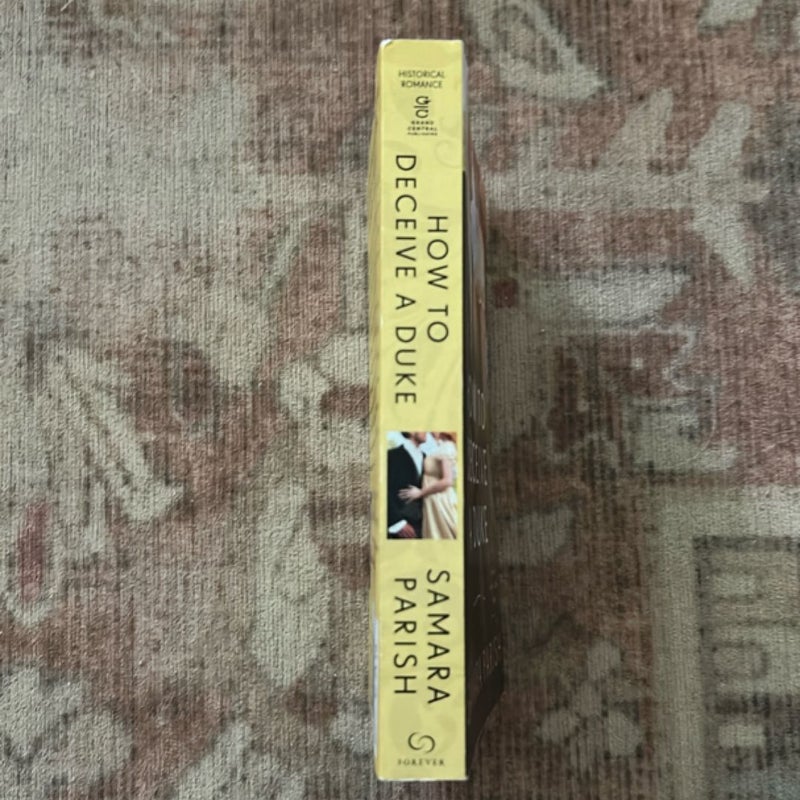 HISTORICAL
ROMANCE
GRAND
CENTRAL
PUBLISHING
HOW TO
DECEIVE A DUKE
SAMARA
PARISH
FOREVER